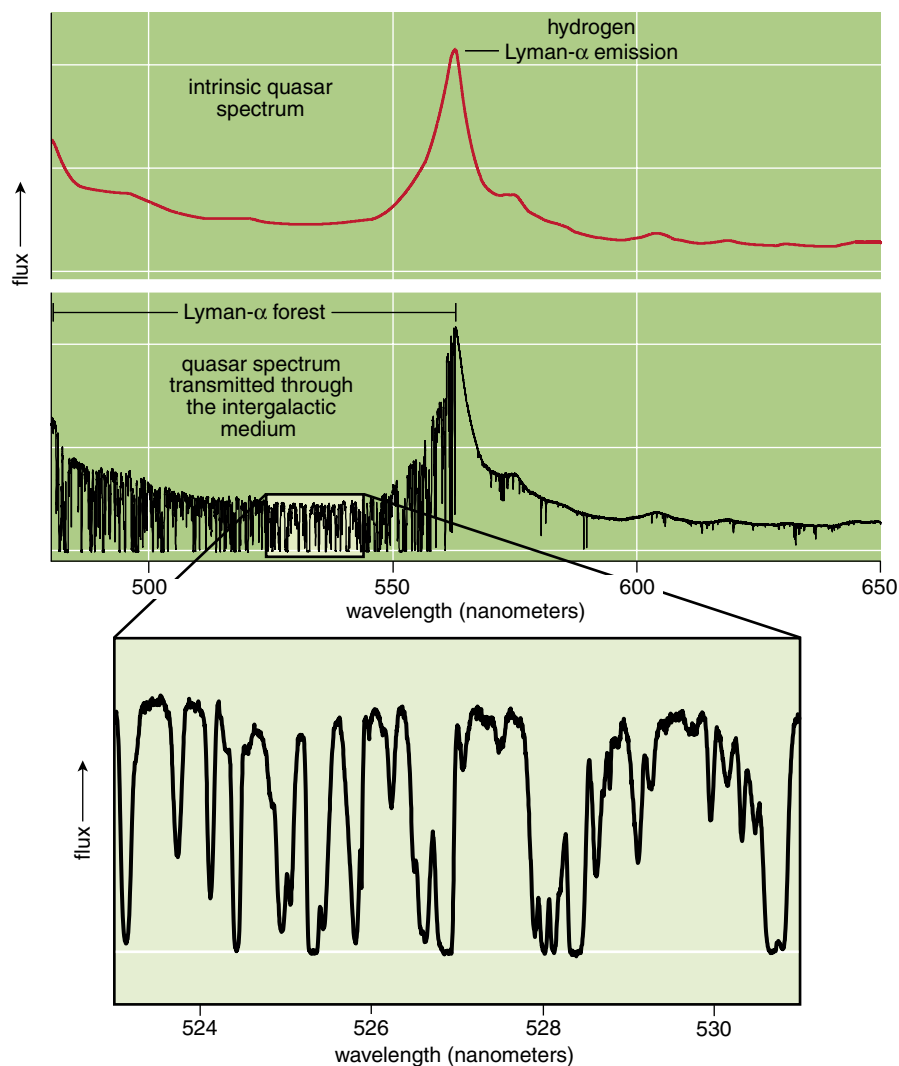 hydrogen
Lyman-α emission
intrinsic quasar
spectrum
flux
Lyman-α forest
quasar spectrum
transmitted through
the intergalactic
medium
500
550
600
650
wavelength (nanometers)
flux
524
526
528
530
wavelength (nanometers)